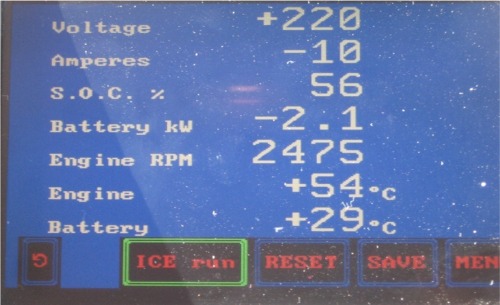 Voltage +220
Amperes -10
S.O.C. % 56
Battery kW -2.1
Engine RPM 2475
Engine +54°C
Battery +29°C
ICE run RESET SAVE MEN